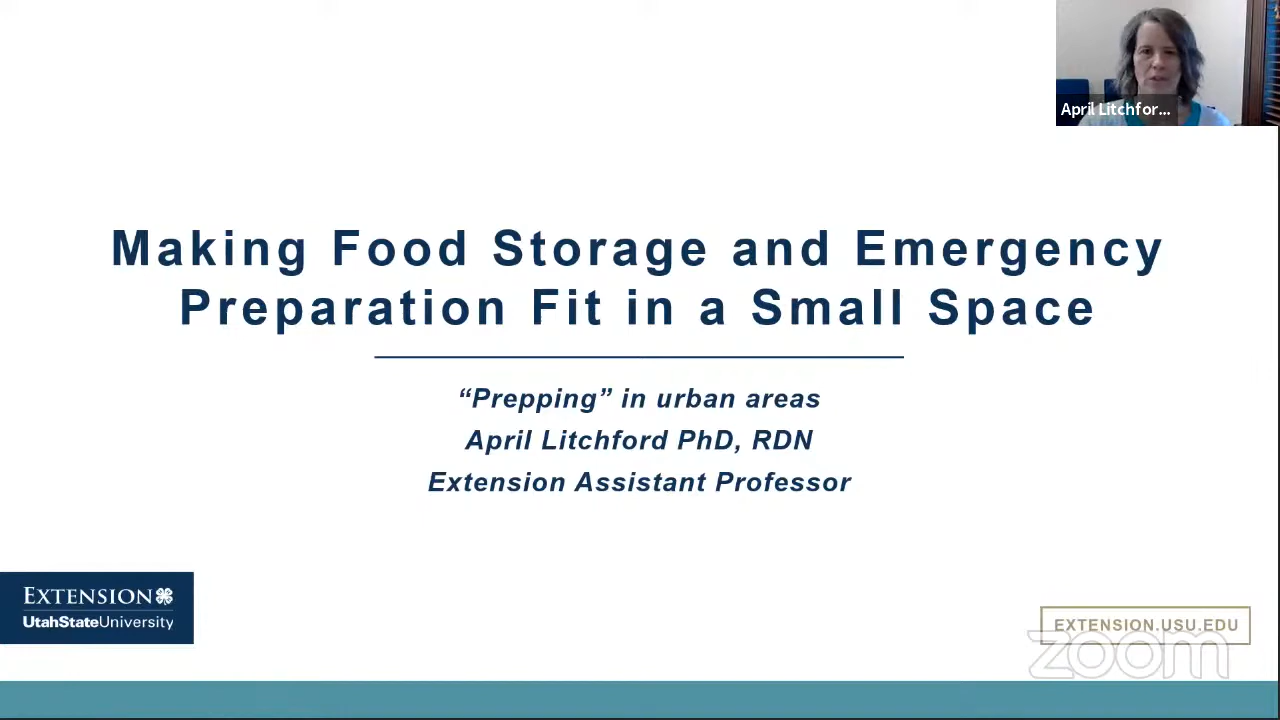 April Litchfor...
Making Food Storage and Emergency
Preparation Fit in a Small Space
“Prepping” in urban areas
April Litchford PhD, RDN
Extension Assistant Professor
EXTENSION
UtahStateUniversity
EXTENSION.USU.EDU
zoom